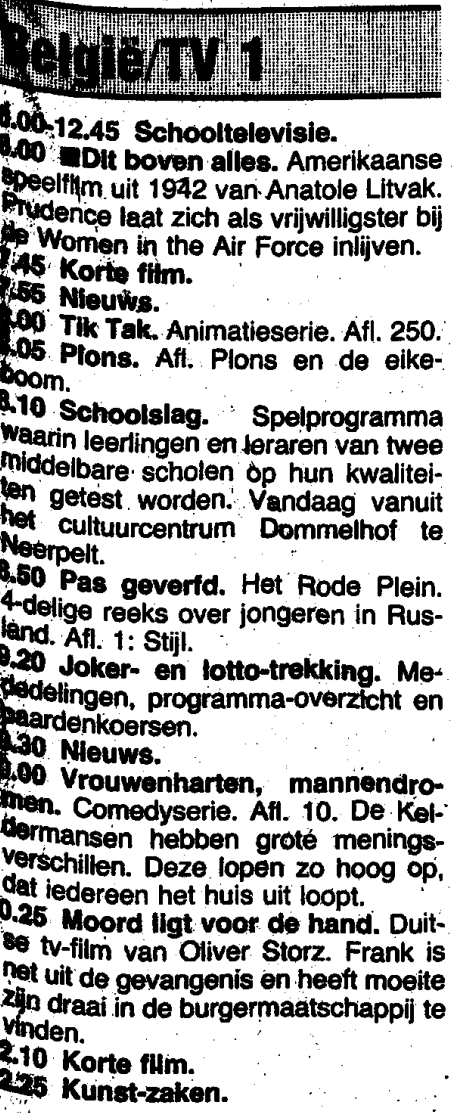 België/TV 1
.00-12.45 Schooltelevisie.
.00 ■Dit boven alles. Amerikaanse
speelfilm uit 1942 van Anatole Litvak.
Prudence laat zich als vrijwilligster bij
de Women in the Air Force inlijven.
.45 Korte film.
.55 Nieuws.
.00 Tik Tak. Animatieserie. Afl. 250.
.05 Plons. Afl. Plons en de eike-
boom.
.10 Schoolslag. Spelprogramma
waarin leerlingen en leraren van twee
middelbare scholen op hun kwalitei-
ten getest worden. Vandaag vanuit
het cultuurcentrum Dommelhof te
Neerpelt.
.50 Pas geverfd. Het Rode Plein.
4-delige reeks over jongeren in Rus-
land. Afl. 1: Stijl.
.20 Joker- en lotto-trekking. Me-
dedelingen, programma-overzicht en
paardenkoersen.
.30 Nieuws.
.00 Vrouwenharten, mannendro-
men. Comedyserie. Afl. 10. De Kel-
dermansen hebben grote menings-
verschillen. Deze lopen zo hoog op,
dat iedereen het huis uit loopt.
0.25 Moord ligt voor de hand. Duit-
se tv-film van Oliver Storz. Frank is
net uit de gevangenis en heeft moeite
zijn draai in de burgermaatschappij te
vinden.
2.10 Korte film.
2.25 Kunst-zaken.